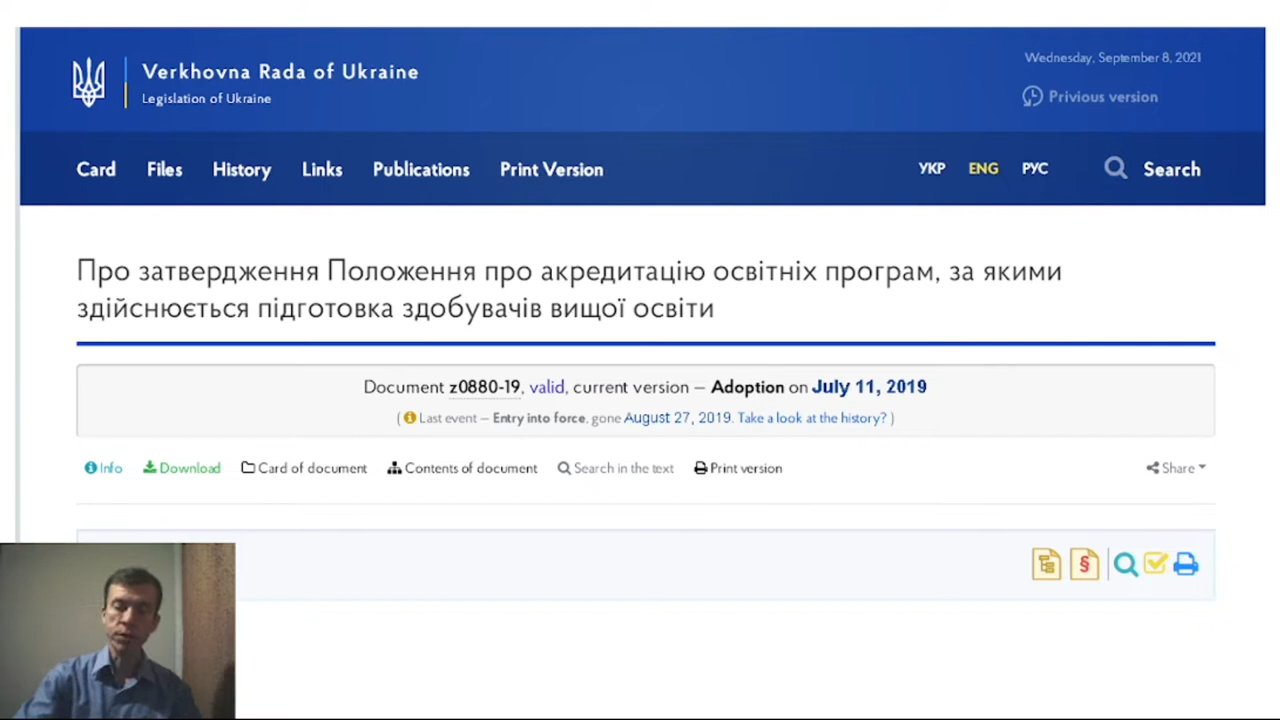 Verkhovna Rada of Ukraine
Legislation of Ukraine
Wednesday, September 8, 2021
Privious version
Card Files History Links Publications Print Version
УКР ENG РУС Search
Про затвердження Положення про акредитацію освітніх програм, за якими
здійснюється підготовка здобувачів вищої освіти
Document z0880-19, valid, current version — Adoption on July 11, 2019
( Last event — Entry into force, gone August 27, 2019. Take a look at the history? )
Info Download Card of document Contents of document Search in the text Print version Share
§